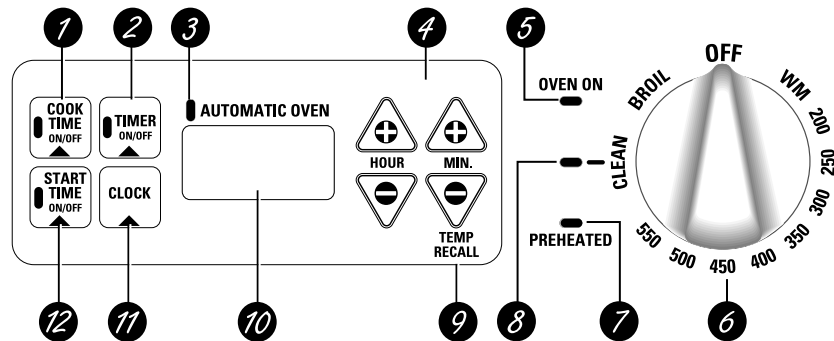 1
2
3
4
5
COOK
TIME
ON/OFF
TIMER
ON/OFF
AUTOMATIC OVEN
HOUR
MIN.
START
TIME
ON/OFF
CLOCK
TEMP
RECALL
OVEN ON
CLEAN
PREHEATED
BROIL
OFF
WM
200
250
300
350
400
450
500
550
12
11
10
9
8
7
6